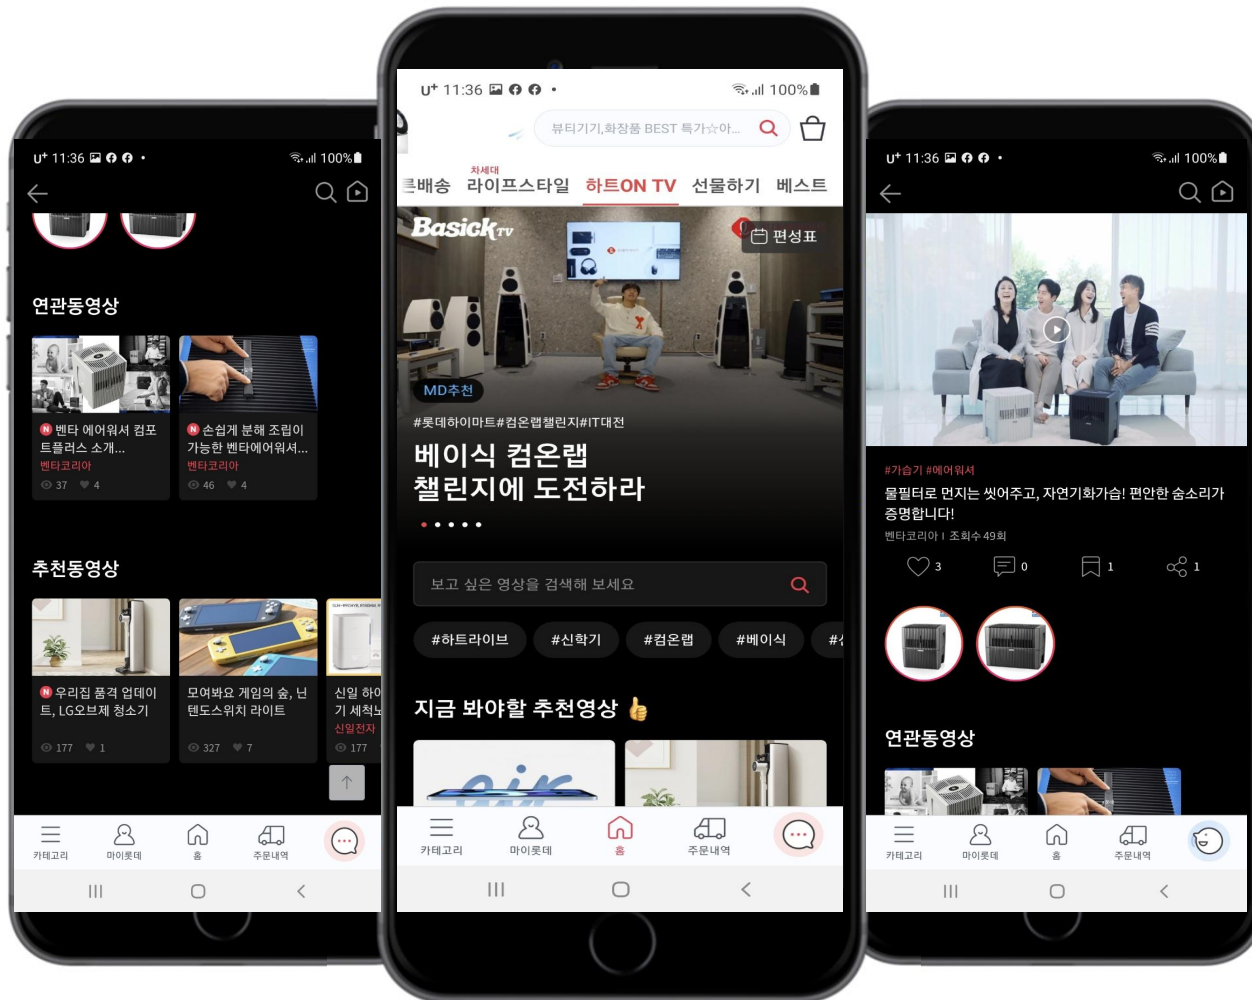 U+ 11:36
100%
연관동영상
N 벤타 에어워셔 컴포
트플러스 소개...
벤타코리아
37 4
N 손쉽게 분해 조립이
가능한 벤타에어워셔...
벤타코리아
46 4
추천동영상
N 우리집 품격 업데이
트, LG오브제 청소기
177 1
모여봐요 게임의 숲, 닌
텐도스위치 라이트
327 7
신일 하이
기 세척노
신일전자
177
카테고리
마이롯데
홈
주문내역
U+ 11:36
100%
뷰티기기,화장품 BEST 특가☆아...
른배송
차세대
라이프스타일
하트ON TV
선물하기
베스트
Basick TV
편성표
MD추천
#롯데하이마트#컴온랩챌린지#IT대전
베이식 컴온랩
챌린지에 도전하라
보고 싶은 영상을 검색해 보세요
#하트라이브
#신학기
#컴온랩
#베이식
지금 봐야할 추천영상 👍
air
카테고리
마이롯데
홈
주문내역
U+ 11:36
100%
#가습기 #에어워셔
물필터로 먼지는 씻어주고, 자연기화가습! 편안한 숨소리가
증명합니다!
벤타코리아 I 조회수 49회
3
0
1
1
연관동영상
카테고리
마이롯데
홈
주문내역